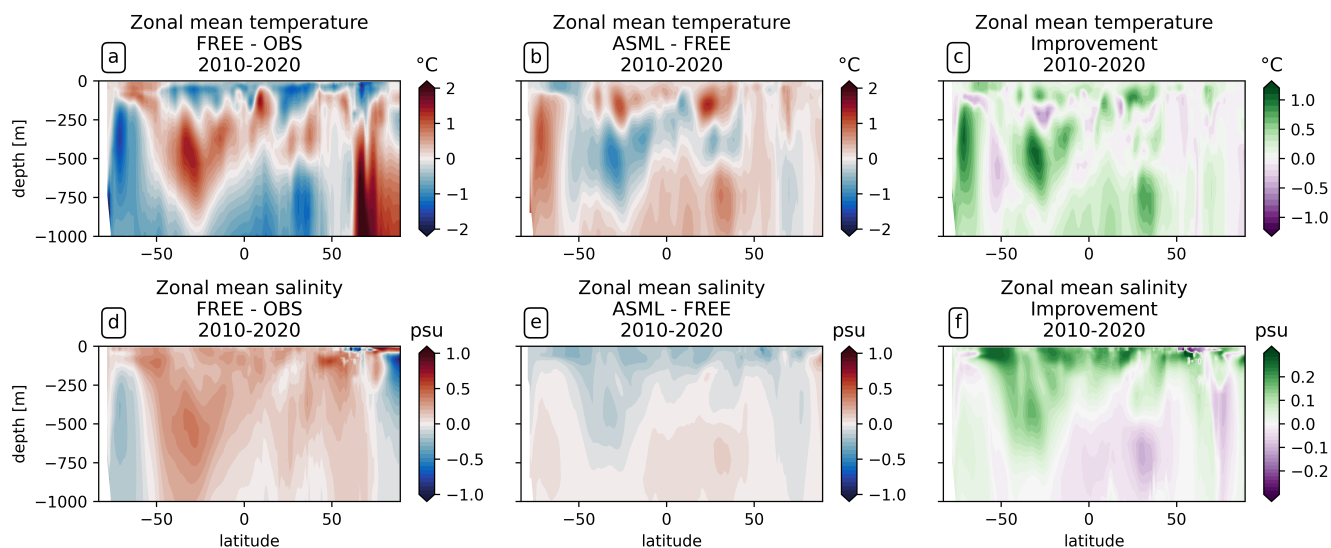 Zonal mean temperature
FREE - OBS
2010-2020
a
°C
0
−250
−500
−750
−1000
depth [m]
−50
0
50
2
1
0
−1
−2
Zonal mean temperature
ASML - FREE
2010-2020
b
°C
−50
0
50
2
1
0
−1
−2
Zonal mean temperature
Improvement
2010-2020
c
°C
−50
0
50
1.0
0.5
0.0
−0.5
−1.0
Zonal mean salinity
FREE - OBS
2010-2020
d
psu
0
−250
−500
−750
−1000
depth [m]
−50
0
50
latitude
1.0
0.5
0.0
−0.5
−1.0
Zonal mean salinity
ASML - FREE
2010-2020
e
psu
−50
0
50
latitude
1.0
0.5
0.0
−0.5
−1.0
Zonal mean salinity
Improvement
2010-2020
f
psu
−50
0
50
latitude
0.2
0.1
0.0
−0.1
−0.2